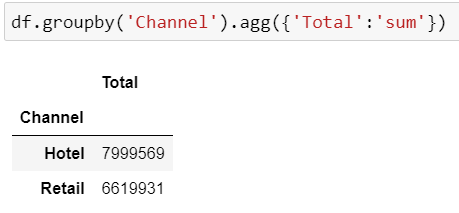 df.groupby('Channel').agg({'Total':'sum'})
Total
Channel
Hotel 7999569
Retail 6619931